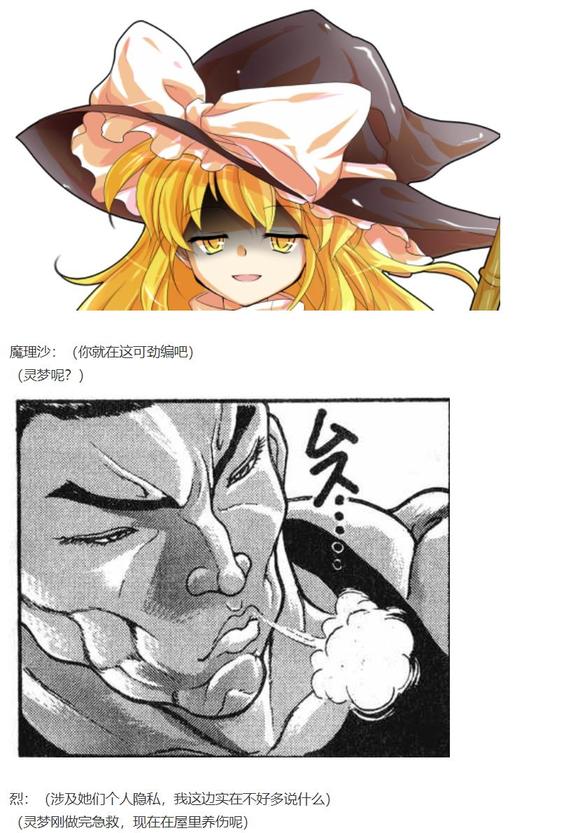 魔理沙：（你就在这可劲编吧）
（灵梦呢？）
ムス……
烈：（涉及她们个人隐私，我这边实在不好多说什么）
（灵梦刚做完急救，现在在屋里养伤呢）